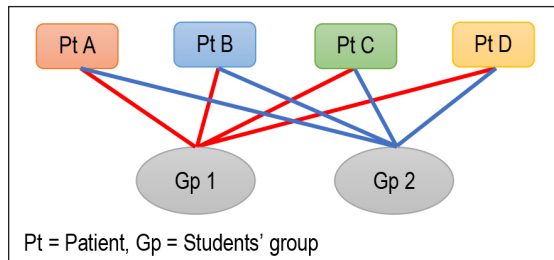 Pt A
Pt B
Pt C
Pt D
Gp 1
Gp 2
Pt = Patient, Gp = Students' group